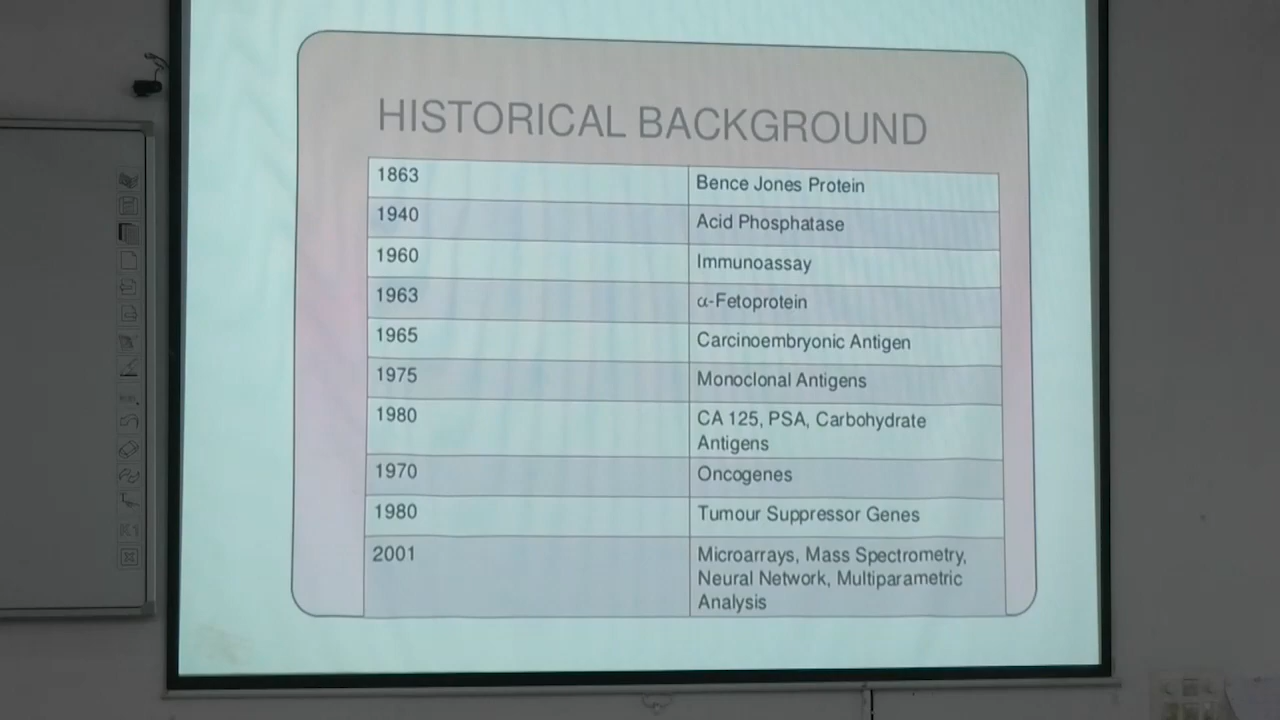 HISTORICAL BACKGROUND
1863 Bence Jones Protein
1940 Acid Phosphatase
1960 Immunoassay
1963 α-Fetoprotein
1965 Carcinoembryonic Antigen
1975 Monoclonal Antigens
1980 CA 125, PSA, Carbohydrate
Antigens
1970 Oncogenes
1980 Tumour Suppressor Genes
2001 Microarrays, Mass Spectrometry,
Neural Network, Multiparametric
Analysis